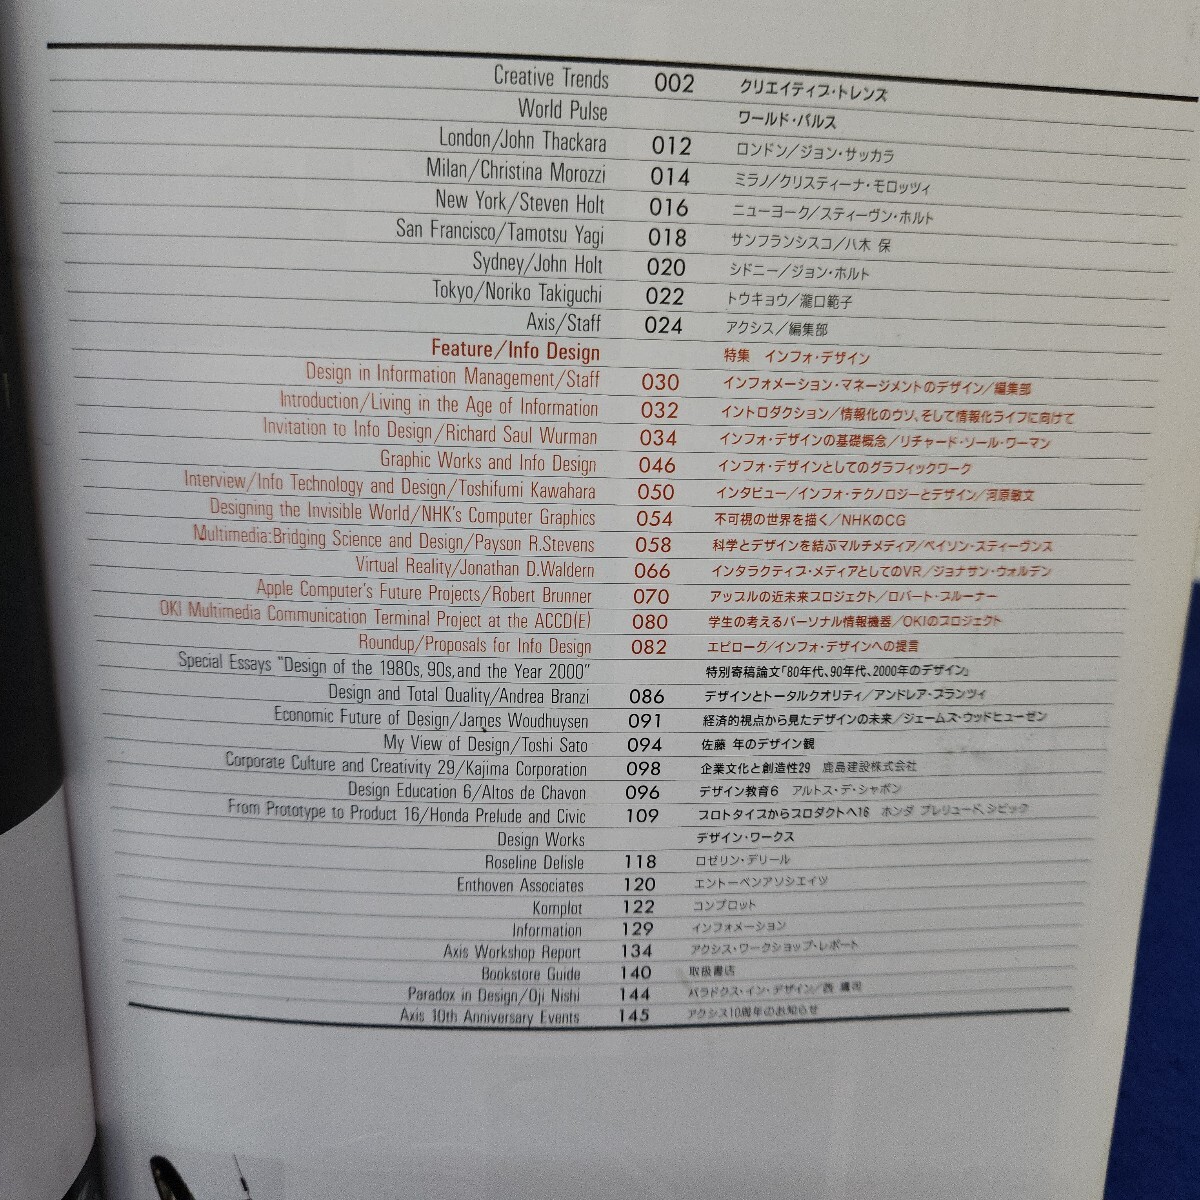 Creative Trends 002 クリエイティブ・トレンズ
World Pulse ワールド・パルス
London/John Thackara 012 ロンドン/ジョン・サッカラ
Milan/Christina Morozzi 014 ミラノ/クリスティーナ・モロッツィ
New York/Steven Holt 016 ニューヨーク/スティーヴン・ホルト
San Francisco/Tamotsu Yagi 018 サンフランシスコ/八木 保
Sydney/John Holt 020 シドニー/ジョン・ホルト
Tokyo/Noriko Takiguchi 022 トウキョウ/瀧口範子
Axis/Staff 024 アクシス/編集部
Feature/Info Design 特集 インフォ・デザイン
Design in Information Management/Staff 030 インフォメーション・マネージメントのデザイン/編集部
Introduction/Living in the Age of Information 032 イントロダクション/情報化のウソ、そして情報化ライフに向けて
Invitation to Info Design/Richard Saul Wurman 034 インフォ・デザインの基礎概念/リチャード・ソール・ワーマン
Graphic Works and Info Design 046 インフォ・デザインとしてのグラフィックワーク
Interview/Info Technology and Design/Toshifumi Kawahara 050 インタビュー/インフォ・テクノロジーとデザイン/河原敏文
Designing the Invisible World/NHK's Computer Graphics 054 不可視の世界を描く/NHKのCG
Multimedia:Bridging Science and Design/Payson R.Stevens 058 科学とデザインを結ぶマルチメディア/ペイソン・スティーヴンス
Virtual Reality/Jonathan D.Waldern 066 インタラクティブ・メディアとしてのVR/ジョナサン・ウォルデン
Apple Computer's Future Projects/Robert Brunner 070 アップルの近未来プロジェクト/ロバート・ブルーナー
OKI Multimedia Communication Terminal Project at the ACCD(E) 080 学生の考えるパーソナル情報機器/OKIのプロジェクト
Roundup/Proposals for Info Design 082 エピローグ/インフォ・デザインへの提言
Special Essays "Design of the 1980s, 90s, and the Year 2000" 特別寄稿論文「80年代、90年代、2000年のデザイン」
Design and Total Quality/Andrea Branzi 086 デザインとトータルクオリティ/アンドレア・ブランツィ
Economic Future of Design/James Woudhuysen 091 経済的視点から見たデザインの未来/ジェームズ・ウッドヒューゼン
My View of Design/Toshi Sato 094 佐藤 年のデザイン観
Corporate Culture and Creativity 29/Kajima Corporation 098 企業文化と創造性29 鹿島建設株式会社
Design Education 6/Altos de Chavon 096 デザイン教育6 アルトス・デ・シャボン
From Prototype to Product 16/Honda Prelude and Civic 109 プロトタイプからプロダクトへ16 ホンダ プレリュード、シビック
Design Works デザイン・ワークス
Roseline Delisle 118 ロゼリン・デリール
Enthoven Associates 120 エントーベンアソシエイツ
Komplot 122 コンプロット
Information 129 インフォメーション
Axis Workshop Report 134 アクシス・ワークショップ・レポート
Bookstore Guide 140 取扱書店
Paradox in Design/Oji Nishi 144 パラドクス・イン・デザイン/西
Axis 10th Anniversary Events 145 アクシス10周年のお知らせ